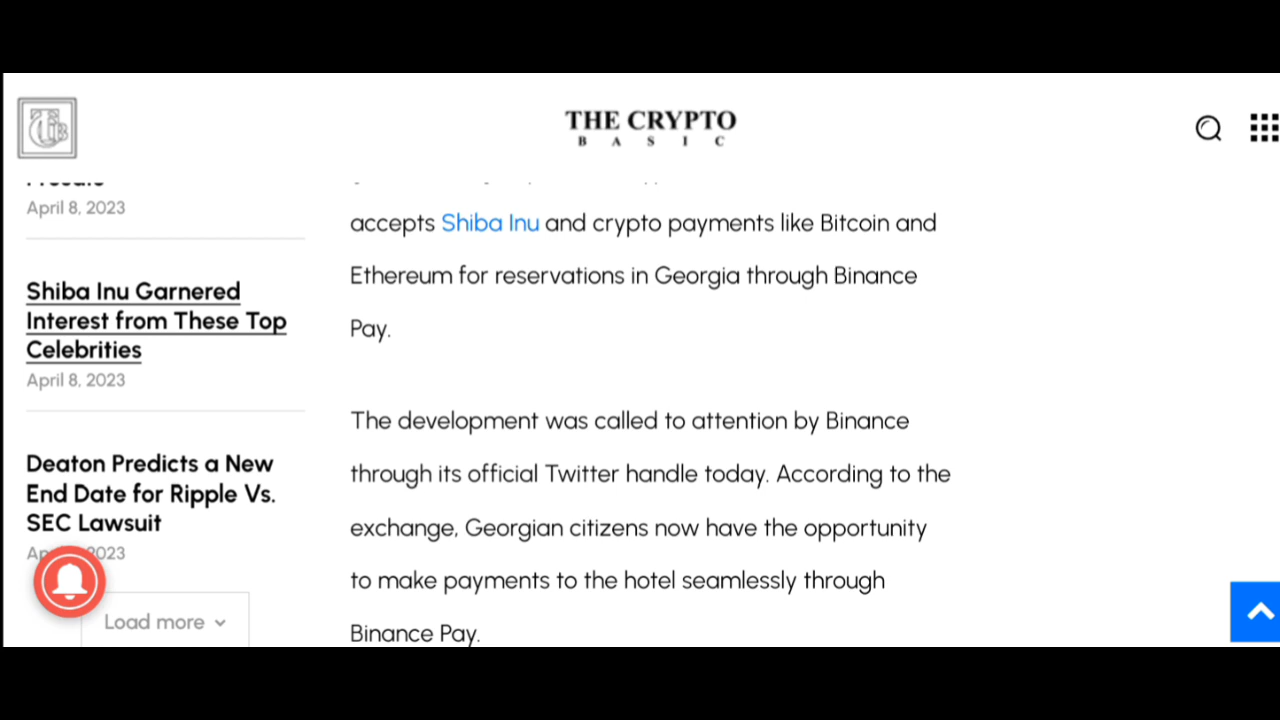 THE CRYPTO
BASIC
April 8, 2023
Shiba Inu Garnered
Interest from These Top
Celebrities
April 8, 2023
Deaton Predicts a New
End Date for Ripple Vs.
SEC Lawsuit
2023
Load more
accepts Shiba Inu and crypto payments like Bitcoin and
Ethereum for reservations in Georgia through Binance
Pay.
The development was called to attention by Binance
through its official Twitter handle today. According to the
exchange, Georgian citizens now have the opportunity
to make payments to the hotel seamlessly through
Binance Pay.